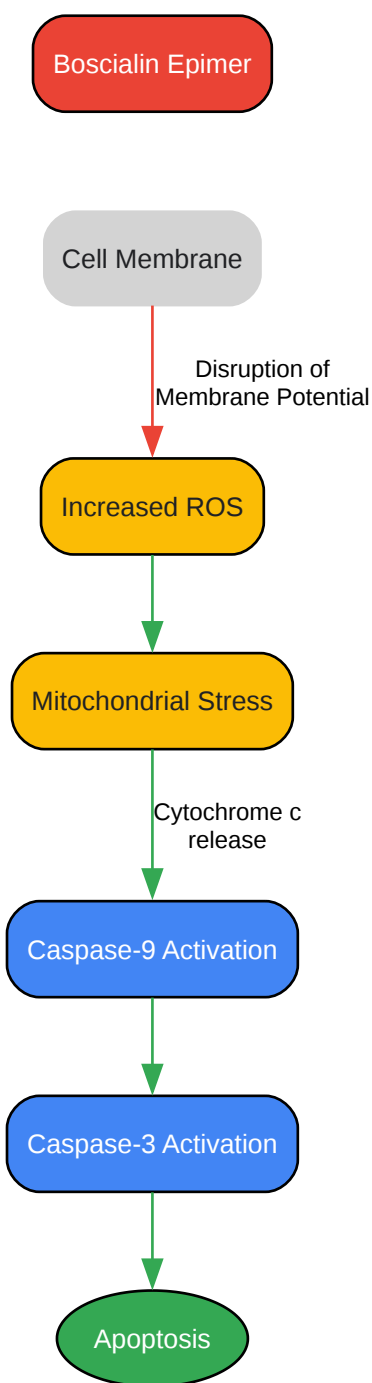 Boscialin Epimer
Cell Membrane
Disruption of
Membrane Potential
Increased ROS
Mitochondrial Stress
Cytochrome c
release
Caspase-9 Activation
Caspase-3 Activation
Apoptosis